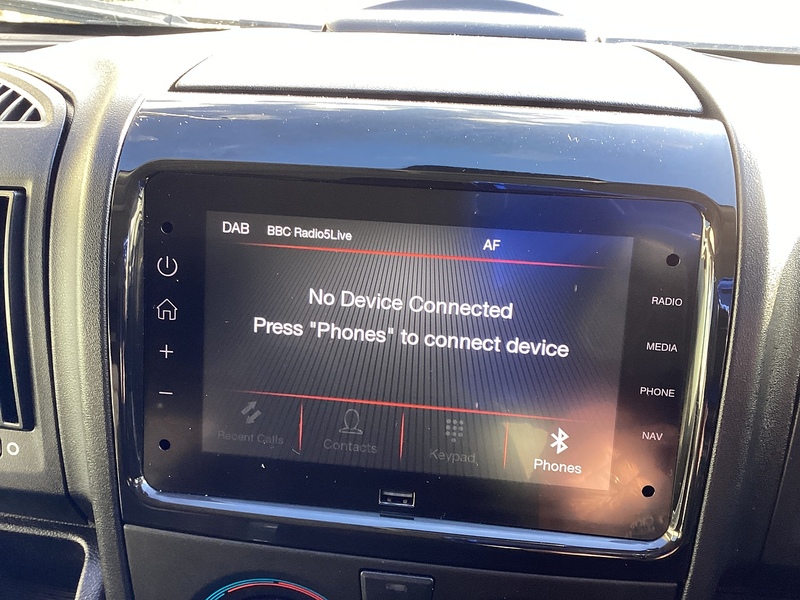 DAB BBC Radio5Live
AF
No Device Connected
Press "Phones" to connect device
Recent Calls
Contacts
Keypad
Phones
RADIO
MEDIA
PHONE
NAV